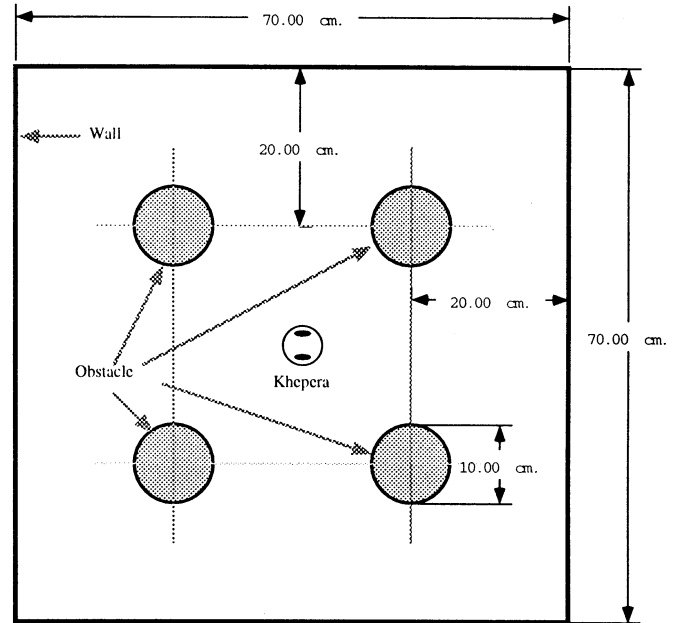 70.00 cm.
Wall
20.00 cm.
20.00 cm.
70.00 cm.
Obstacle
Khepera
10.00 cm.